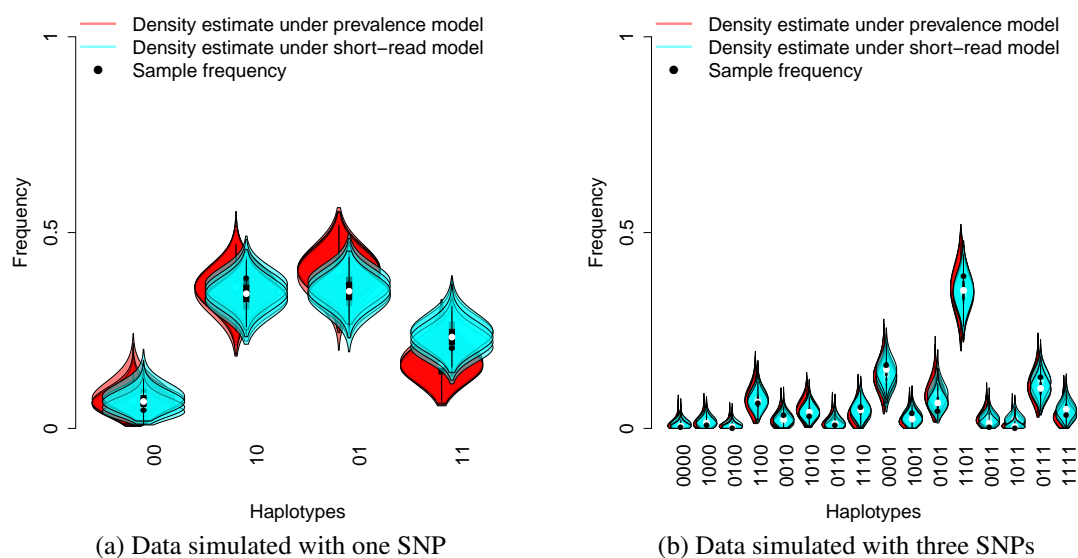 Density estimate under prevalence model
Density estimate under short−read model
Sample frequency
Frequency
1
0.5
0
00 10 01 11
Haplotypes
(a) Data simulated with one SNP
Density estimate under prevalence model
Density estimate under short−read model
Sample frequency
Frequency
1
0.5
0
0000 1000 0100 1100 0010 1010 0110 1110 0001 1001 0101 1101 0011 1011 0111 1111
Haplotypes
(b) Data simulated with three SNPs